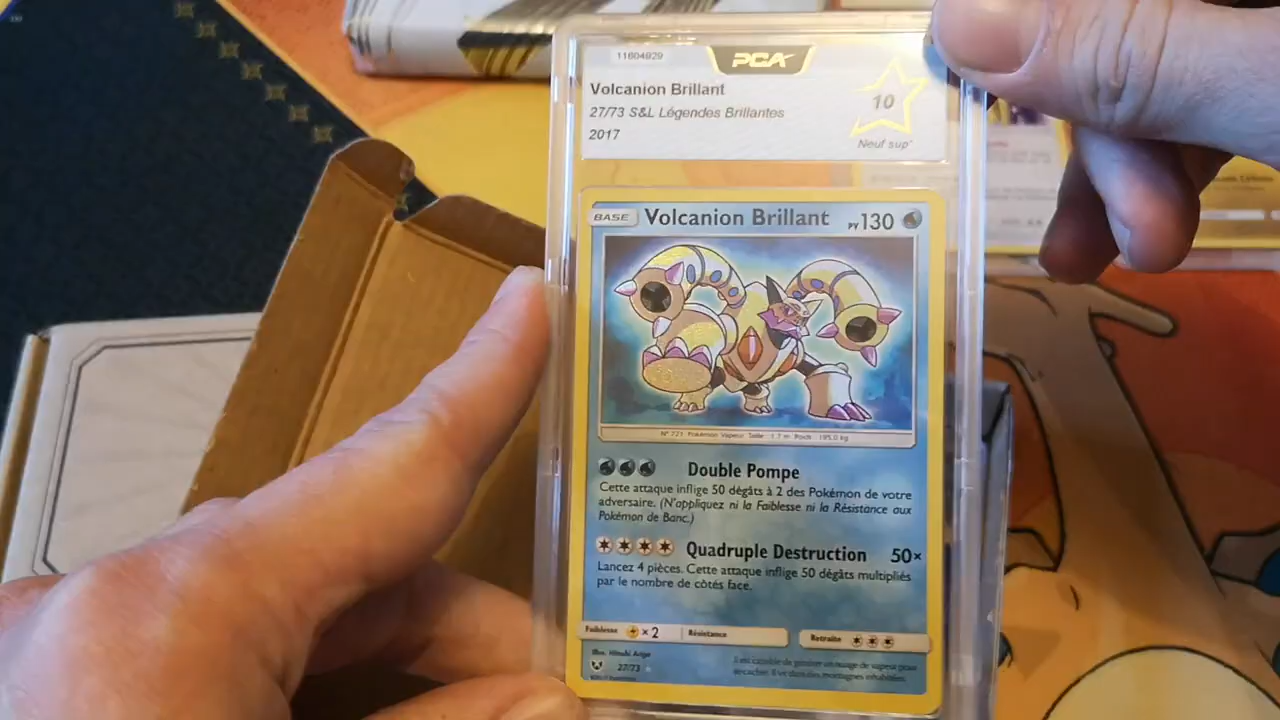 11604929
PCA
Volcanion Brillant
27/73 S&L Légendes Brillantes
10
2017
Neuf sup*
BASE Volcanion Brillant PV130
N° 721 Pokémon Vapeur Taille : 1,7 m Poids : 195,0 kg
Double Pompe
Cette attaque inflige 50 dégâts à 2 des Pokémon de votre
adversaire. (N'appliquez ni la Faiblesse ni la Résistance aux
Pokémon de Banc.)
Quadruple Destruction 50×
Lancez 4 pièces. Cette attaque inflige 50 dégâts multipliés
par le nombre de côtés face.
Faiblesse × 2 Résistance Retraite
Illus. Hitoshi Ariga
27/73
Il est capable de générer un nuage de vapeur pour
se cacher. Il vit dans des montagnes inhabitées.